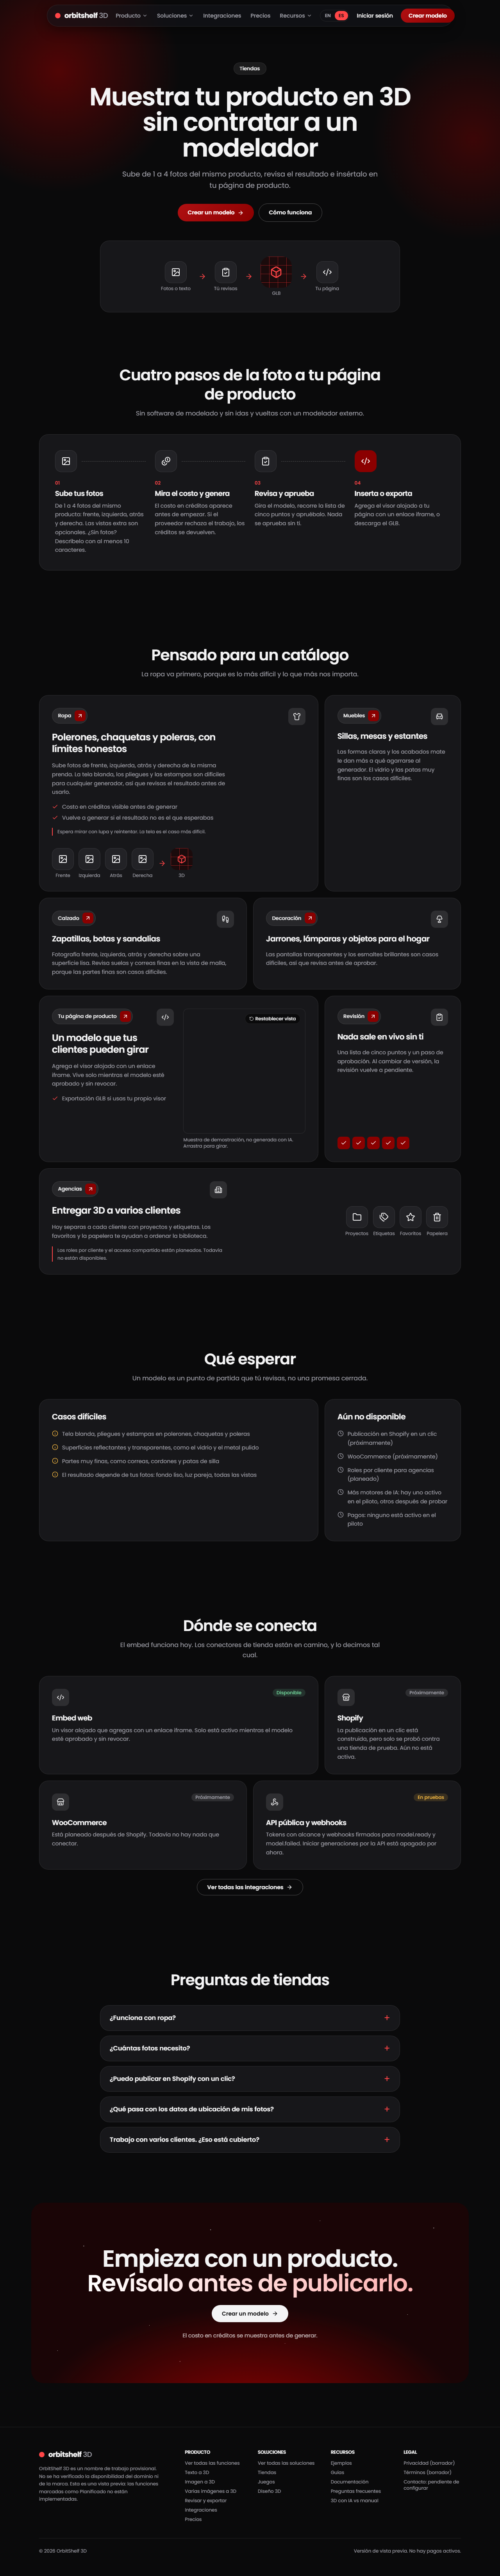 orbitshelf 3D Producto Soluciones Integraciones Precios Recursos EN ES Iniciar sesión Crear modelo
Tiendas
Muestra tu producto en 3D
sin contratar a un
modelador
Sube de 1 a 4 fotos del mismo producto, revisa el resultado e insértalo en
tu página de producto.
Crear un modelo
Cómo funciona
Fotos o texto
Tú revisas
GLB
Tu página
Cuatro pasos de la foto a tu página
de producto
Sin software de modelado y sin idas y vueltas con un modelador externo.
01
Sube tus fotos
De 1 a 4 fotos del mismo
producto: frente, izquierda, atrás
y derecha. Las vistas extra son
opcionales. ¿Sin fotos?
Descríbelo con al menos 10
caracteres.
02
Mira el costo y genera
El costo en créditos aparece
antes de empezar. Si el
proveedor rechaza el trabajo, los
créditos se devuelven.
03
Revisa y aprueba
Gira el modelo, recorre la lista de
cinco puntos y apruébalo. Nada
se aprueba sin ti.
04
Inserta o exporta
Agrega el visor alojado a tu
página con un enlace iframe, o
descarga el GLB.
Pensado para un catálogo
La ropa va primero, porque es lo más difícil y lo que más nos importa.
Ropa
Polerones, chaquetas y poleras, con
límites honestos
Sube fotos de frente, izquierda, atrás y derecha de la misma
prenda. La tela blanda, los pliegues y los estampados son difíciles
para cualquier generador, así que revisas el resultado antes de
usarlo.
Costo en créditos visible antes de generar
Vuelve a generar si el resultado no es el que esperabas
Espera mirar con lupa y reintentar. La tela es el caso más difícil.
Frente
Izquierda
Atrás
Derecha
3D
Muebles
Sillas, mesas y estantes
Las formas claras y los acabados mate
le dan más a qué agarrarse al
generador. El vidrio y las patas muy
finas son los casos difíciles.
Calzado
Zapatillas, botas y sandalias
Fotografía frente, izquierda, atrás y derecha sobre una
superficie lisa. Revisa suelas y correas finas en la vista de malla,
porque las partes finas son casos difíciles.
Decoración
Jarrones, lámparas y objetos para el hogar
Las pantallas transparentes y los esmaltes brillantes son casos
difíciles, así que revisa antes de aprobar.
Tu página de producto
Un modelo que tus
clientes pueden girar
Agrega el visor alojado con un enlace
iframe. Vive solo mientras el modelo esté
aprobado y sin revocar.
Exportación GLB si usas tu propio visor
Restablecer vista
Muestra de demostración, no generada con IA.
Arrastra para girar.
Revisión
Nada sale en vivo sin ti
Una lista de cinco puntos y un paso de
aprobación. Al cambiar de versión, la
revisión vuelve a pendiente.
Agencias
Entregar 3D a varios clientes
Hoy separas a cada cliente con proyectos y etiquetas. Los
favoritos y la papelera te ayudan a ordenar la biblioteca.
Los roles por cliente y el acceso compartido están planeados. Todavía
no están disponibles.
Proyectos
Etiquetas
Favoritos
Papelera
Qué esperar
Un modelo es un punto de partida que tú revisas, no una promesa cerrada.
Casos difíciles
Tela blanda, pliegues y estampas en polerones, chaquetas y poleras
Superficies reflectantes y transparentes, como el vidrio y el metal pulido
Partes muy finas, como correas, cordones y patas de silla
El resultado depende de tus fotos: fondo liso, luz pareja, todas las vistas
Aún no disponible
Publicación en Shopify en un clic
(próximamente)
WooCommerce (próximamente)
Roles por cliente para agencias
(planeado)
Más motores de IA: hay uno activo
en el piloto, otros después de probar
Pagos: ninguno está activo en el
piloto
Dónde se conecta
El embed funciona hoy. Los conectores de tienda están en camino, y lo decimos tal
cual.
Disponible
Embed web
Un visor alojado que agregas con un enlace iframe. Solo está activo mientras el modelo
esté aprobado y sin revocar.
Próximamente
Shopify
La publicación en un clic está
construida, pero solo se probó contra
una tienda de prueba. Aún no está
activa.
Próximamente
WooCommerce
Está planeado después de Shopify. Todavía no hay nada que
conectar.
En pruebas
API pública y webhooks
Tokens con alcance y webhooks firmados para model.ready y
model.failed. Iniciar generaciones por la API está apagado por
ahora.
Ver todas las integraciones
Preguntas de tiendas
¿Funciona con ropa?
¿Cuántas fotos necesito?
¿Puedo publicar en Shopify con un clic?
¿Qué pasa con los datos de ubicación de mis fotos?
Trabajo con varios clientes. ¿Eso está cubierto?
Empieza con un producto.
Revísalo antes de publicarlo.
Crear un modelo
El costo en créditos se muestra antes de generar.
orbitshelf 3D
OrbitShelf 3D es un nombre de trabajo provisional.
No se ha verificado la disponibilidad del dominio ni
de la marca. Esta es una vista previa: las funciones
marcadas como Planificado no están
implementadas.
PRODUCTO
Ver todas las funciones
Texto a 3D
Imagen a 3D
Varias imágenes a 3D
Revisar y exportar
Integraciones
Precios
SOLUCIONES
Ver todas las soluciones
Tiendas
Juegos
Diseño 3D
RECURSOS
Ejemplos
Guías
Documentación
Preguntas frecuentes
3D con IA vs manual
LEGAL
Privacidad (borrador)
Términos (borrador)
Contacto: pendiente de
configurar
© 2026 OrbitShelf 3D
Versión de vista previa. No hay pagos activos.